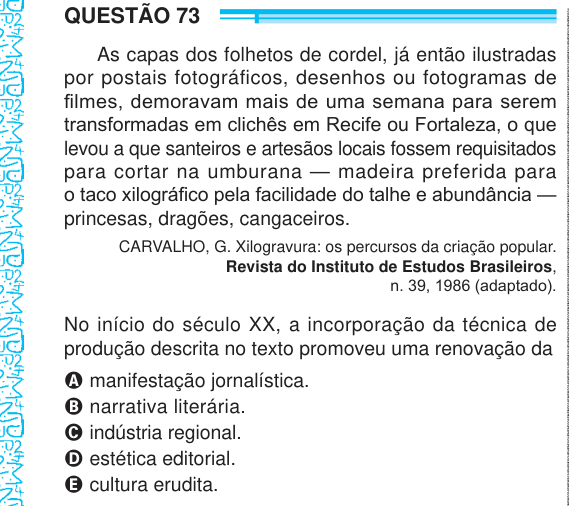 QUESTÃO 73
As capas dos folhetos de cordel, já então ilustradas
por postais fotográficos, desenhos ou fotogramas de
filmes, demoravam mais de uma semana para serem
transformadas em clichês em Recife ou Fortaleza, o que
levou a que santeiros e artesãos locais fossem requisitados
para cortar na umburana — madeira preferida para
o taco xilográfico pela facilidade do talhe e abundância —
princesas, dragões, cangaceiros.
CARVALHO, G. Xilogravura: os percursos da criação popular.
Revista do Instituto de Estudos Brasileiros,
n. 39, 1986 (adaptado).
No início do século XX, a incorporação da técnica de
produção descrita no texto promoveu uma renovação da
A manifestação jornalística.
B narrativa literária.
C indústria regional.
D estética editorial.
E cultura erudita.